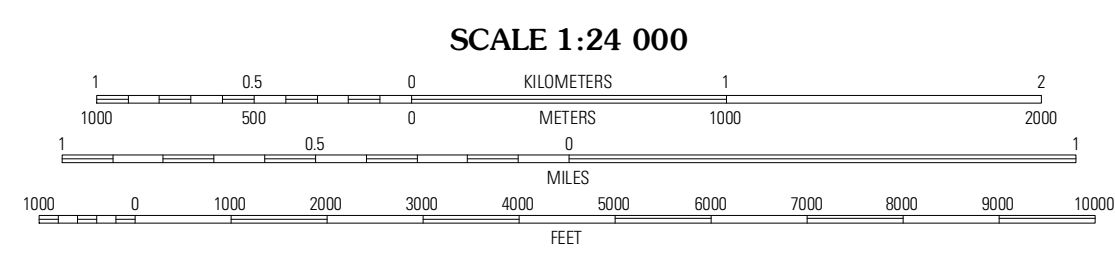 SCALE 1:24 000
1 0.5 0 KILOMETERS 1 2
1000 500 0 METERS 1000 2000
1 0.5 0 1
MILES
1000 0 1000 2000 3000 4000 5000 6000 7000 8000 9000 10000
FEET